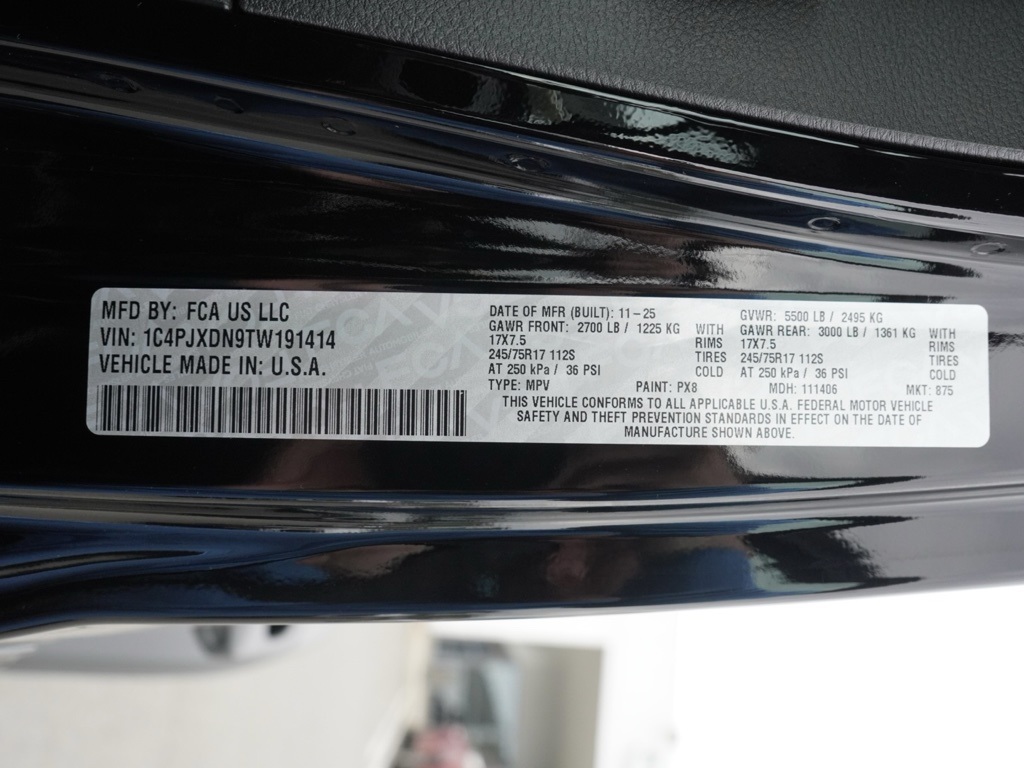 MFD BY: FCA US LLC
VIN: 1C4PJXDN9TW191414
VEHICLE MADE IN: U.S.A.
DATE OF MFR (BUILT): 11-25
GAWR FRONT: 2700 LB / 1225 KG WITH
17X7.5 RIMS
245/75R17 112S TIRES
AT 250 kPa / 36 PSI COLD
GVWR: 5500 LB / 2495 KG
GAWR REAR: 3000 LB / 1361 KG WITH
17X7.5 RIMS
245/75R17 112S TIRES
AT 250 kPa / 36 PSI COLD
TYPE: MPV PAINT: PX8 MDH: 111406 MKT: 875
THIS VEHICLE CONFORMS TO ALL APPLICABLE U.S.A. FEDERAL MOTOR VEHICLE
SAFETY AND THEFT PREVENTION STANDARDS IN EFFECT ON THE DATE OF
MANUFACTURE SHOWN ABOVE.